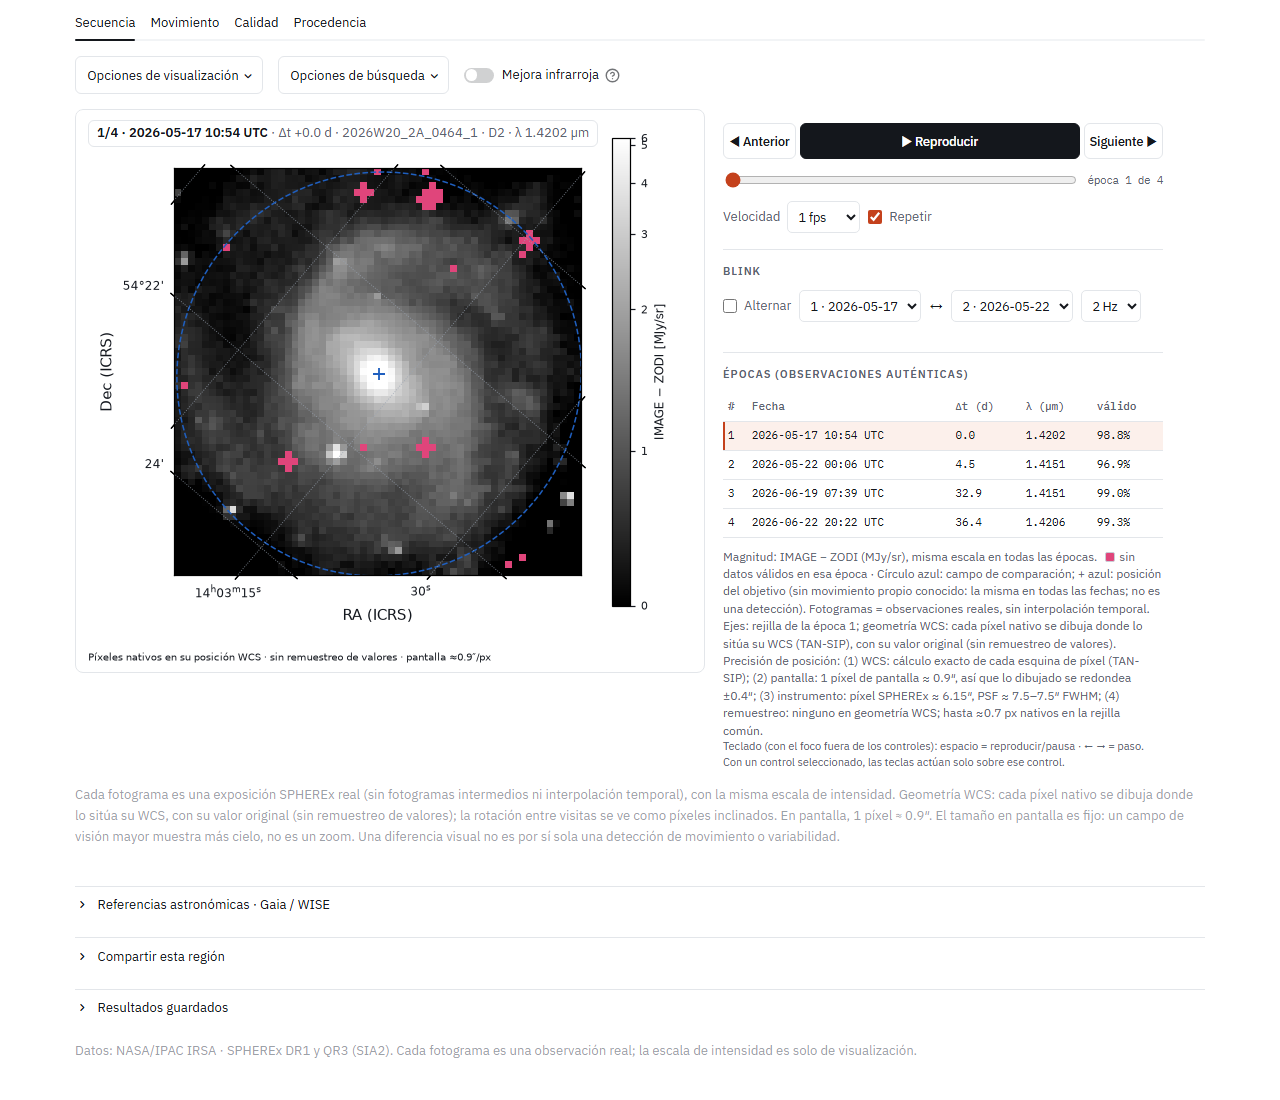 Secuencia Movimiento Calidad Procedencia
Opciones de visualización Opciones de búsqueda Mejora infrarroja ?
1/4 · 2026-05-17 10:54 UTC · Δt +0.0 d · 2026W20_2A_0464_1 · D2 · λ 1.4202 µm
6
5
4
3
2
1
0
IMAGE − ZODI [MJy/sr]
54°22'
24'
Dec (ICRS)
14h03m15s
30s
RA (ICRS)
Píxeles nativos en su posición WCS · sin remuestreo de valores · pantalla ≈0.9″/px
◀ Anterior ▶ Reproducir Siguiente ▶
época 1 de 4
Velocidad 1 fps Repetir
BLINK
Alternar 1 · 2026-05-17 ↔ 2 · 2026-05-22 2 Hz
ÉPOCAS (OBSERVACIONES AUTÉNTICAS)
# Fecha Δt (d) λ (µm) válido
1 2026-05-17 10:54 UTC 0.0 1.4202 98.8%
2 2026-05-22 00:06 UTC 4.5 1.4151 96.9%
3 2026-06-19 07:39 UTC 32.9 1.4151 99.0%
4 2026-06-22 20:22 UTC 36.4 1.4206 99.3%
Magnitud: IMAGE − ZODI (MJy/sr), misma escala en todas las épocas. ■ sin
datos válidos en esa época · Círculo azul: campo de comparación; + azul: posición
del objetivo (sin movimiento propio conocido: la misma en todas las fechas; no es
una detección). Fotogramas = observaciones reales, sin interpolación temporal.
Ejes: rejilla de la época 1; geometría WCS: cada píxel nativo se dibuja donde lo
sitúa su WCS (TAN-SIP), con su valor original (sin remuestreo de valores).
Precisión de posición: (1) WCS: cálculo exacto de cada esquina de píxel (TAN-
SIP); (2) pantalla: 1 píxel de pantalla ≈ 0.9″, así que lo dibujado se redondea
±0.4″; (3) instrumento: píxel SPHEREx ≈ 6.15″, PSF ≈ 7.5–7.5″ FWHM; (4)
remuestreo: ninguno en geometría WCS; hasta ≈0.7 px nativos en la rejilla
común.
Teclado (con el foco fuera de los controles): espacio = reproducir/pausa · ← → = paso.
Con un control seleccionado, las teclas actúan solo sobre ese control.
Cada fotograma es una exposición SPHEREx real (sin fotogramas intermedios ni interpolación temporal), con la misma escala de intensidad. Geometría WCS: cada píxel nativo se dibuja donde
lo sitúa su WCS, con su valor original (sin remuestreo de valores); la rotación entre visitas se ve como píxeles inclinados. En pantalla, 1 píxel ≈ 0.9″. El tamaño en pantalla es fijo: un campo de
visión mayor muestra más cielo, no es un zoom. Una diferencia visual no es por sí sola una detección de movimiento o variabilidad.
Referencias astronómicas · Gaia / WISE
Compartir esta región
Resultados guardados
Datos: NASA/IPAC IRSA · SPHEREx DR1 y QR3 (SIA2). Cada fotograma es una observación real; la escala de intensidad es solo de visualización.